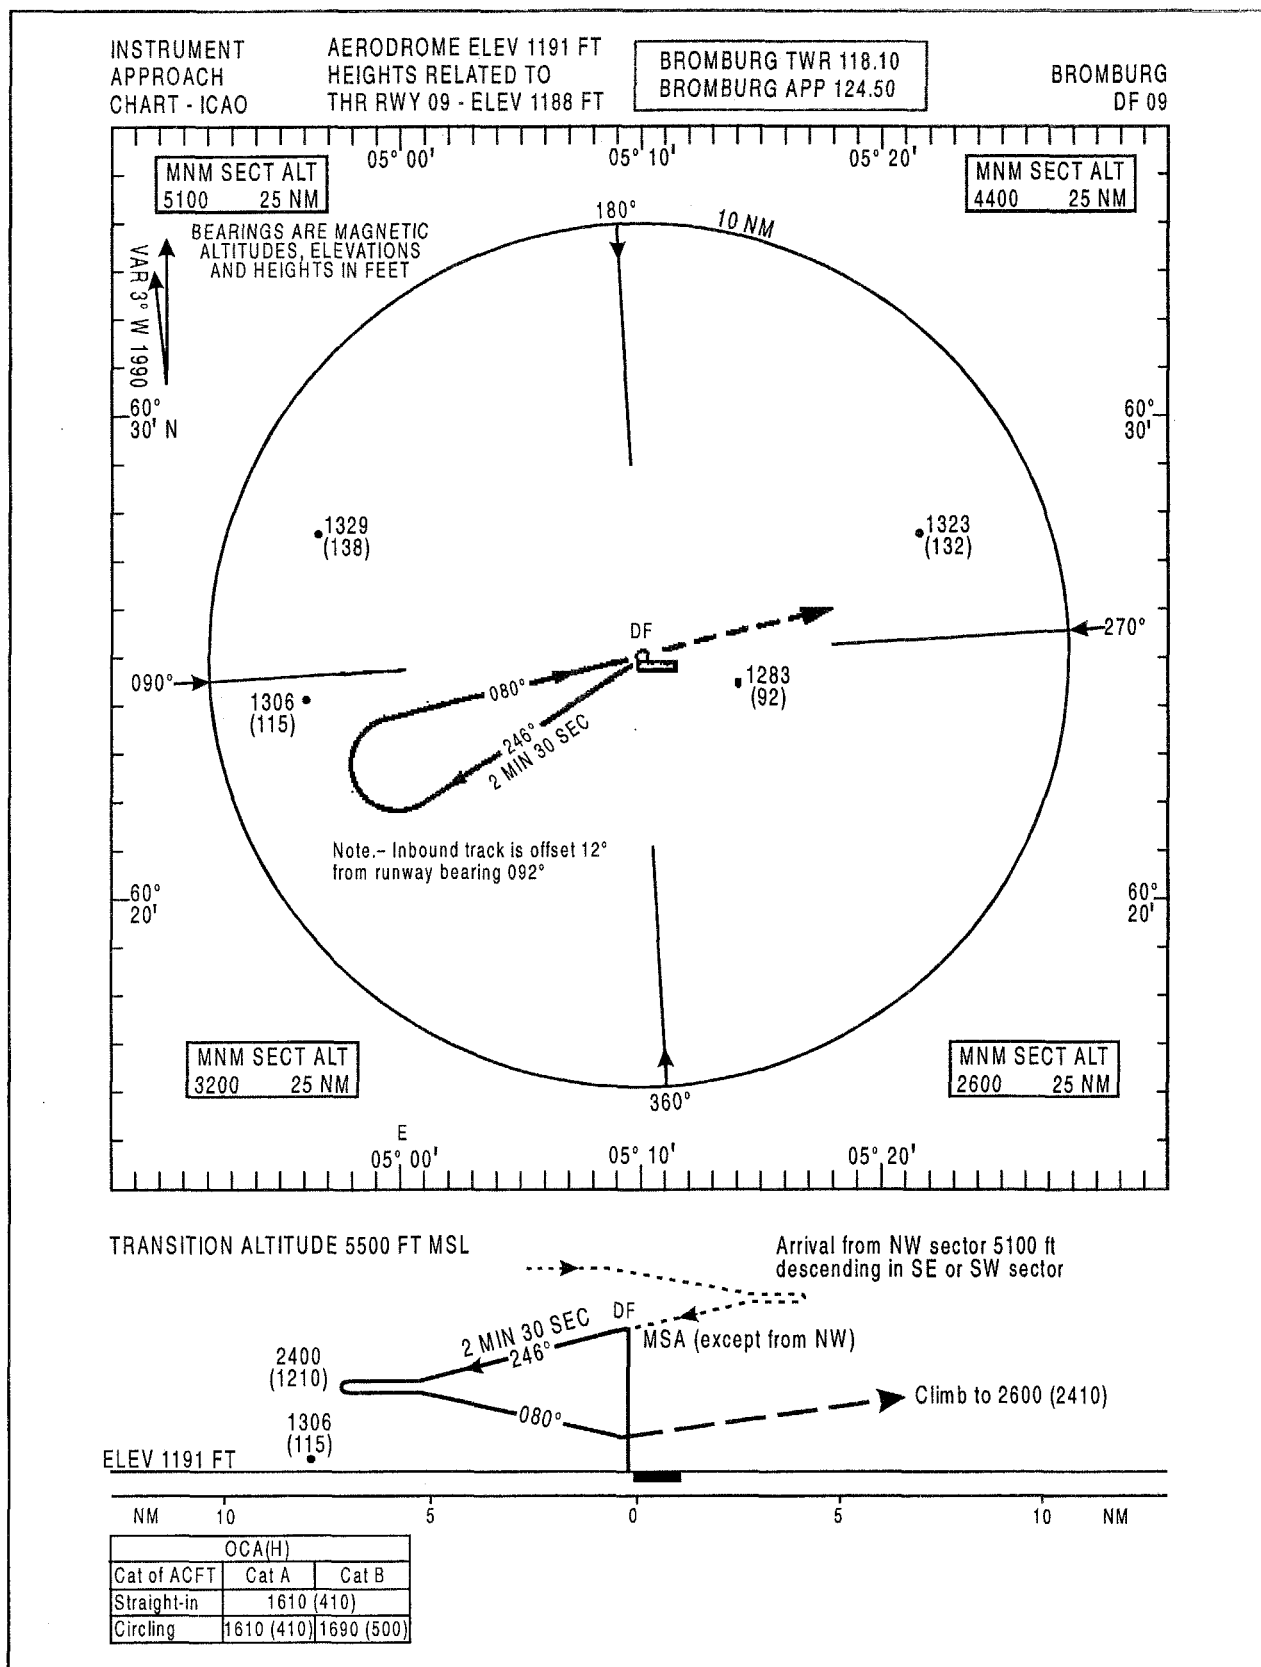 INSTRUMENT
APPROACH
CHART - ICAO
AERODROME ELEV 1191 FT
HEIGHTS RELATED TO
THR RWY 09 - ELEV 1188 FT
BROMBURG TWR 118.10
BROMBURG APP 124.50
BROMBURG
DF 09
05° 00'
05° 10'
05° 20'
MNM SECT ALT
5100 25 NM
MNM SECT ALT
4400 25 NM
180°
10 NM
BEARINGS ARE MAGNETIC
ALTITUDES, ELEVATIONS
AND HEIGHTS IN FEET
VAR 3° W 1990
60°
30' N
60°
30'
1329
(138)
1323
(132)
DF
270°
090°
1306
(115)
080°
1283
(92)
246°
2 MIN 30 SEC
Note.- Inbound track is offset 12°
from runway bearing 092°
60°
20'
60°
20'
MNM SECT ALT
3200 25 NM
MNM SECT ALT
2600 25 NM
360°
E
05° 00'
05° 10'
05° 20'
TRANSITION ALTITUDE 5500 FT MSL
Arrival from NW sector 5100 ft
descending in SE or SW sector
DF
2 MIN 30 SEC
246°
MSA (except from NW)
2400
(1210)
Climb to 2600 (2410)
080°
1306
(115)
ELEV 1191 FT
NM 10 5 0 5 10 NM
OCA(H)
Cat of ACFT Cat A Cat B
Straight-in 1610 (410)
Circling 1610 (410) 1690 (500)